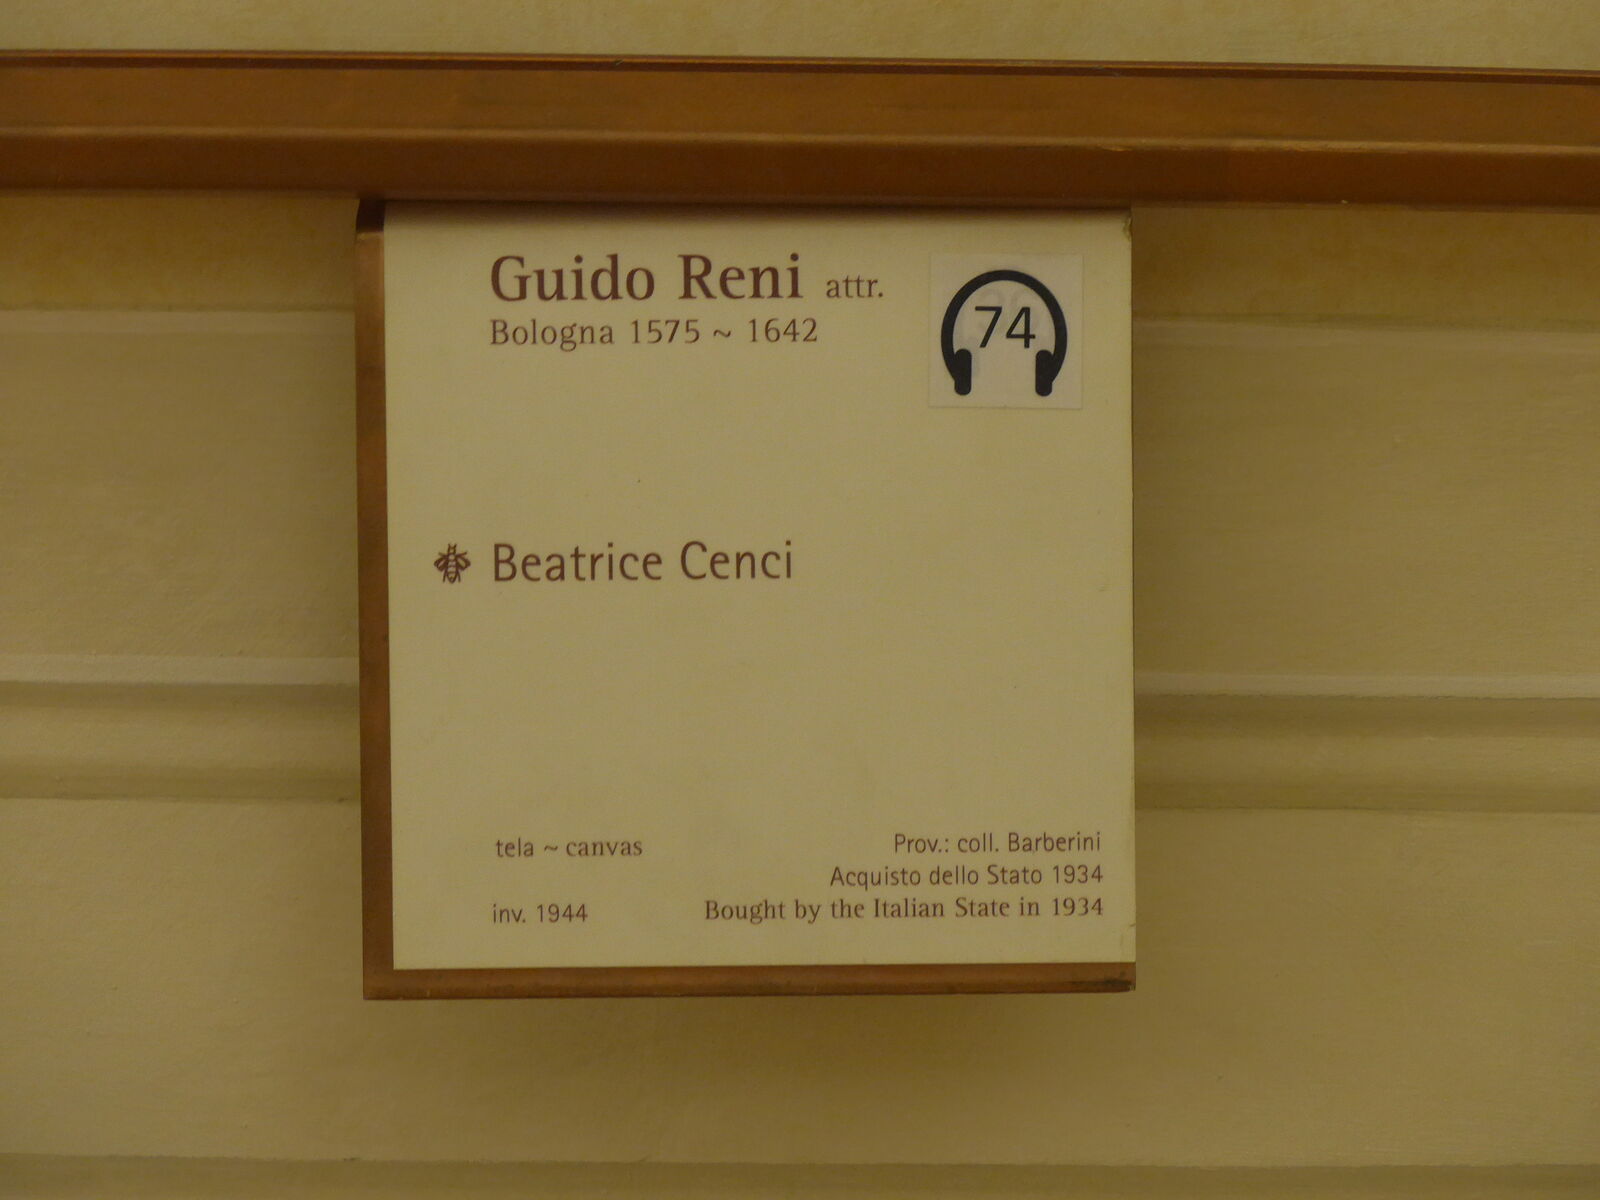 Guido Reni attr.
Bologna 1575 ~ 1642
74
Beatrice Cenci
tela ~ canvas
inv. 1944
Prov.: coll. Barberini
Acquisto dello Stato 1934
Bought by the Italian State in 1934